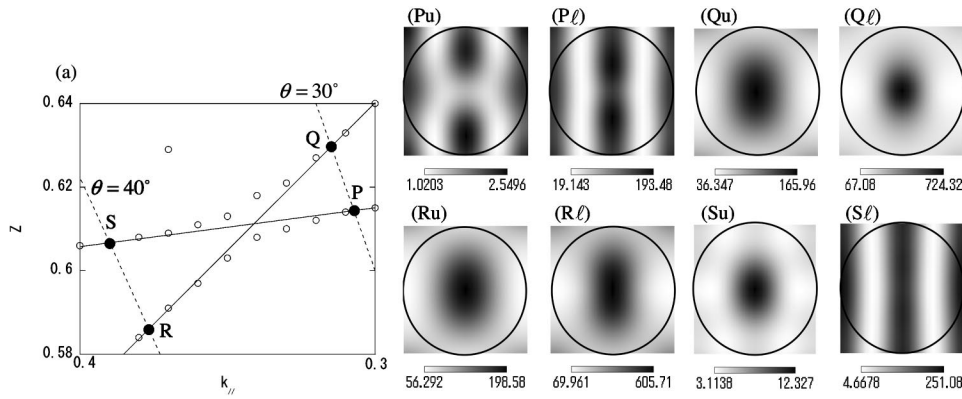 (a)
0.64
0.62
0.6
0.58
Z
0.4
0.3
k//
θ = 30°
θ = 40°
Q
P
S
R
(Pu)
(Pℓ)
(Qu)
(Qℓ)
1.0203 2.5496
19.143 193.48
36.347 165.96
67.08 724.32
(Ru)
(Rℓ)
(Su)
(Sℓ)
56.292 198.58
69.961 605.71
3.1138 12.327
4.6678 251.08